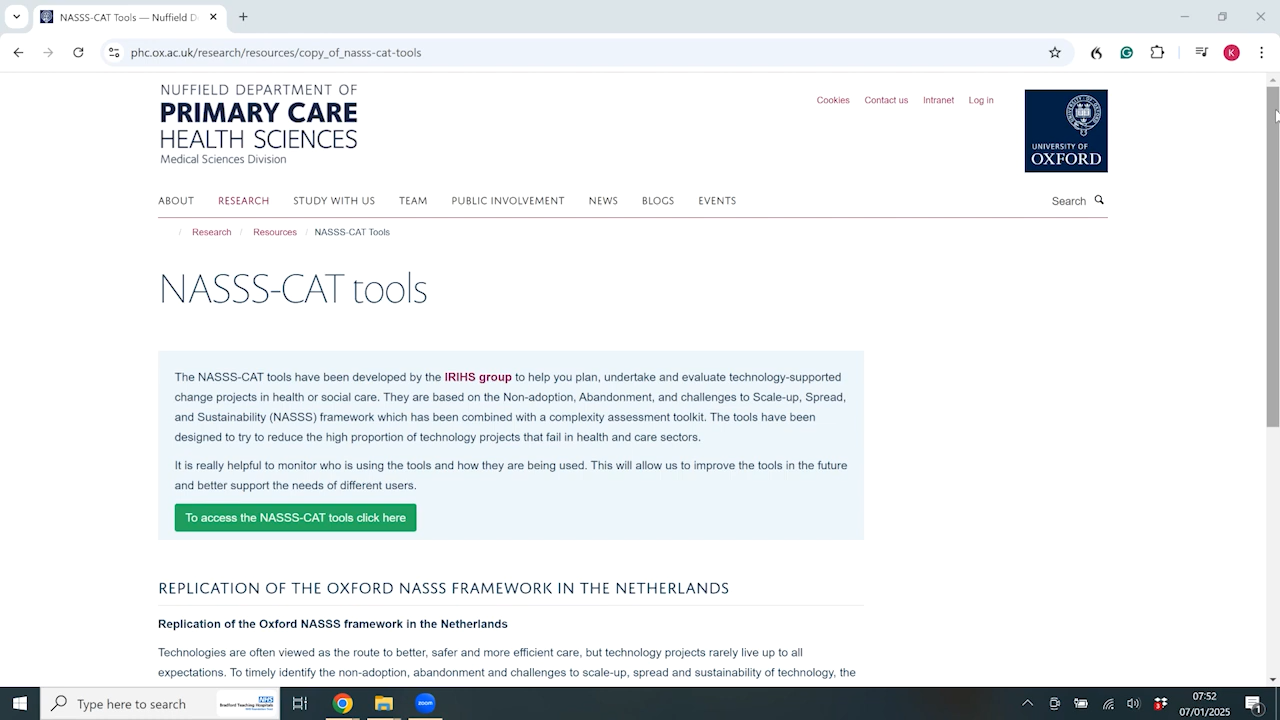 NASSS-CAT Tools — Nuffield D
phc.ox.ac.uk/research/resources/copy_of_nasss-cat-tools
K
NUFFIELD DEPARTMENT OF
PRIMARY CARE
HEALTH SCIENCES
Medical Sciences Division
Cookies Contact us Intranet Log in
UNIVERSITY OF
OXFORD
ABOUT RESEARCH STUDY WITH US TEAM PUBLIC INVOLVEMENT NEWS BLOGS EVENTS Search
/ Research / Resources / NASSS-CAT Tools
NASSS-CAT tools
The NASSS-CAT tools have been developed by the IRIHS group to help you plan, undertake and evaluate technology-supported
change projects in health or social care. They are based on the Non-adoption, Abandonment, and challenges to Scale-up, Spread,
and Sustainability (NASSS) framework which has been combined with a complexity assessment toolkit. The tools have been
designed to try to reduce the high proportion of technology projects that fail in health and care sectors.
It is really helpful to monitor who is using the tools and how they are being used. This will allow us to improve the tools in the future
and better support the needs of different users.
To access the NASSS-CAT tools click here
REPLICATION OF THE OXFORD NASSS FRAMEWORK IN THE NETHERLANDS
Replication of the Oxford NASSS framework in the Netherlands
Technologies are often viewed as the route to better, safer and more efficient care, but technology projects rarely live up to all
expectations. To timely identify the non-adoption, abandonment and challenges to scale-up, spread and sustainability of technology, the
Type here to search
NHS
Bradford Teaching Hospitals
zoom
07:52
07/01/2025
1